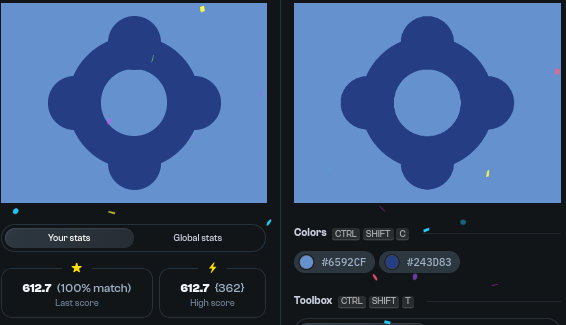 Your stats
Global stats
612.7 (100% match)
Last score
612.7 {362}
High score
Colors CTRL SHIFT C
#6592CF
#243D83
Toolbox CTRL SHIFT T